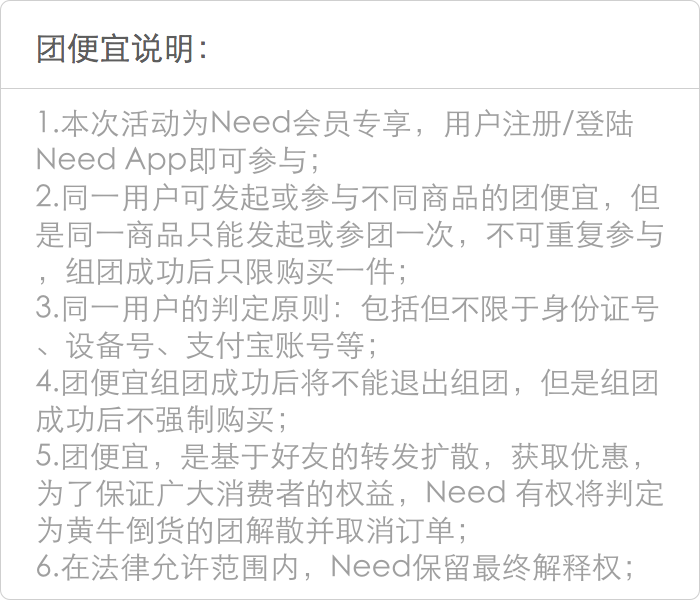 团便宜说明：
1.本次活动为Need会员专享，用户注册/登陆
Need App即可参与；
2.同一用户可发起或参与不同商品的团便宜，但
是同一商品只能发起或参团一次，不可重复参与
，组团成功后只限购买一件；
3.同一用户的判定原则：包括但不限于身份证号
、设备号、支付宝账号等；
4.团便宜组团成功后将不能退出组团，但是组团
成功后不强制购买；
5.团便宜，是基于好友的转发扩散，获取优惠，
为了保证广大消费者的权益，Need 有权将判定
为黄牛倒货的团解散并取消订单；
6.在法律允许范围内，Need保留最终解释权；